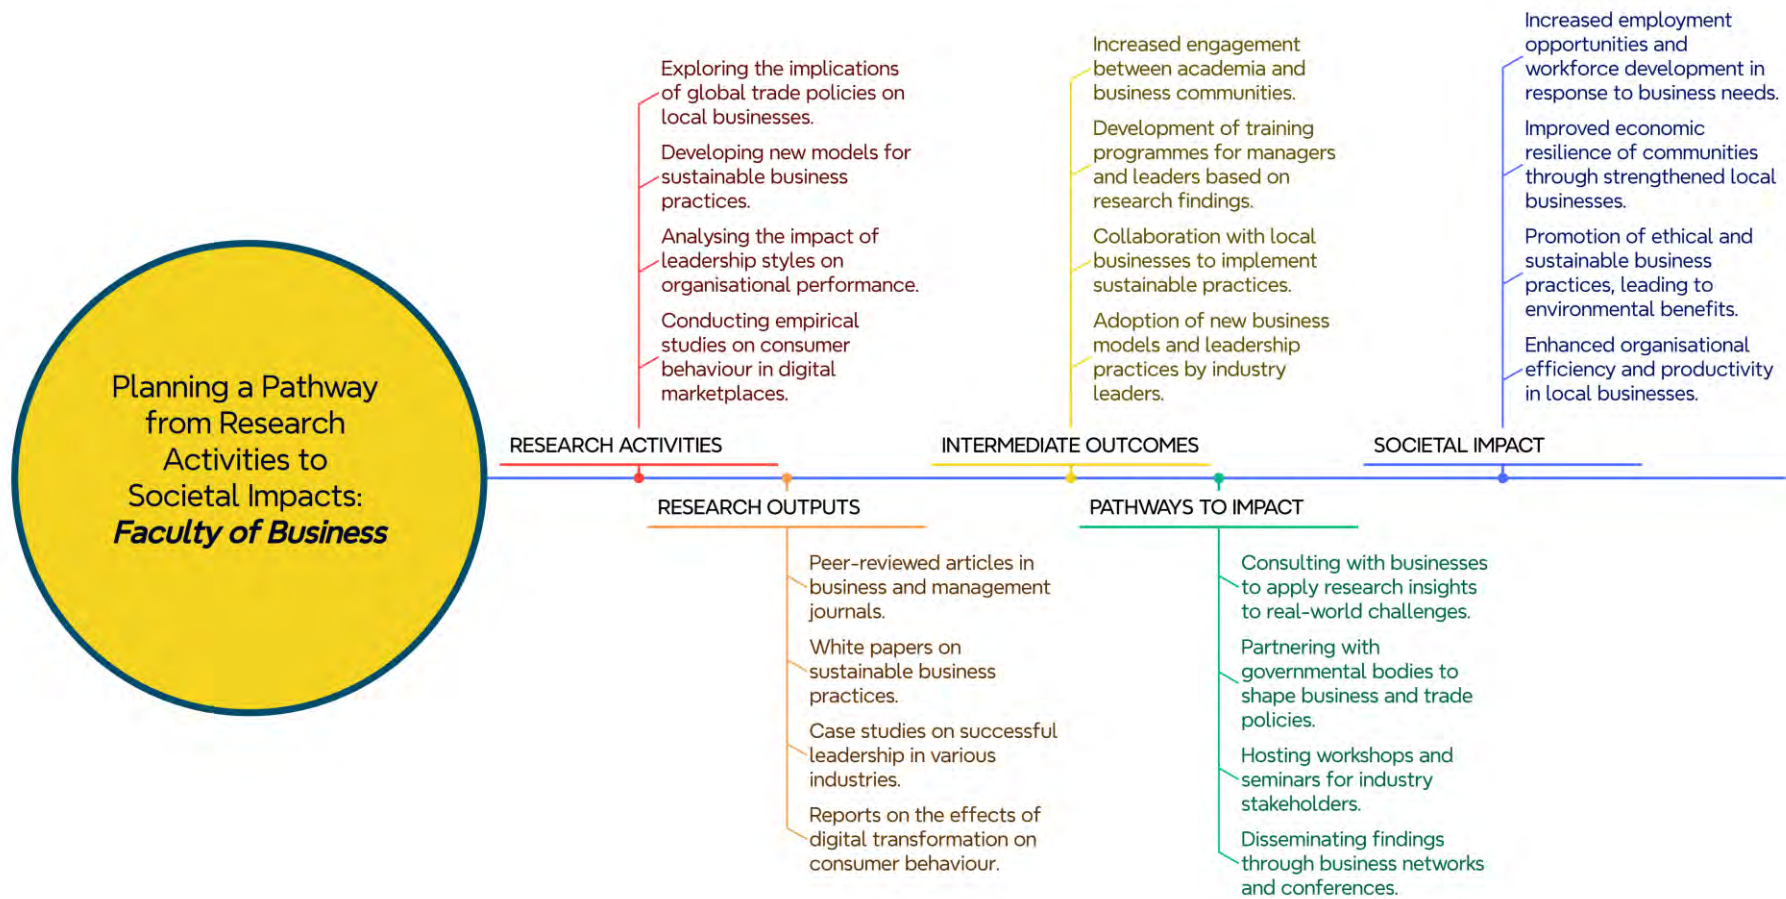 Planning a Pathway
from Research
Activities to
Societal Impacts:
Faculty of Business
RESEARCH ACTIVITIES
Exploring the implications
of global trade policies on
local businesses.
Developing new models for
sustainable business
practices.
Analysing the impact of
leadership styles on
organisational performance.
Conducting empirical
studies on consumer
behaviour in digital
marketplaces.
RESEARCH OUTPUTS
Peer-reviewed articles in
business and management
journals.
White papers on
sustainable business
practices.
Case studies on successful
leadership in various
industries.
Reports on the effects of
digital transformation on
consumer behaviour.
INTERMEDIATE OUTCOMES
Increased engagement
between academia and
business communities.
Development of training
programmes for managers
and leaders based on
research findings.
Collaboration with local
businesses to implement
sustainable practices.
Adoption of new business
models and leadership
practices by industry
leaders.
PATHWAYS TO IMPACT
Consulting with businesses
to apply research insights
to real-world challenges.
Partnering with
governmental bodies to
shape business and trade
policies.
Hosting workshops and
seminars for industry
stakeholders.
Disseminating findings
through business networks
and conferences.
SOCIETAL IMPACT
Increased employment
opportunities and
workforce development in
response to business needs.
Improved economic
resilience of communities
through strengthened local
businesses.
Promotion of ethical and
sustainable business
practices, leading to
environmental benefits.
Enhanced organisational
efficiency and productivity
in local businesses.